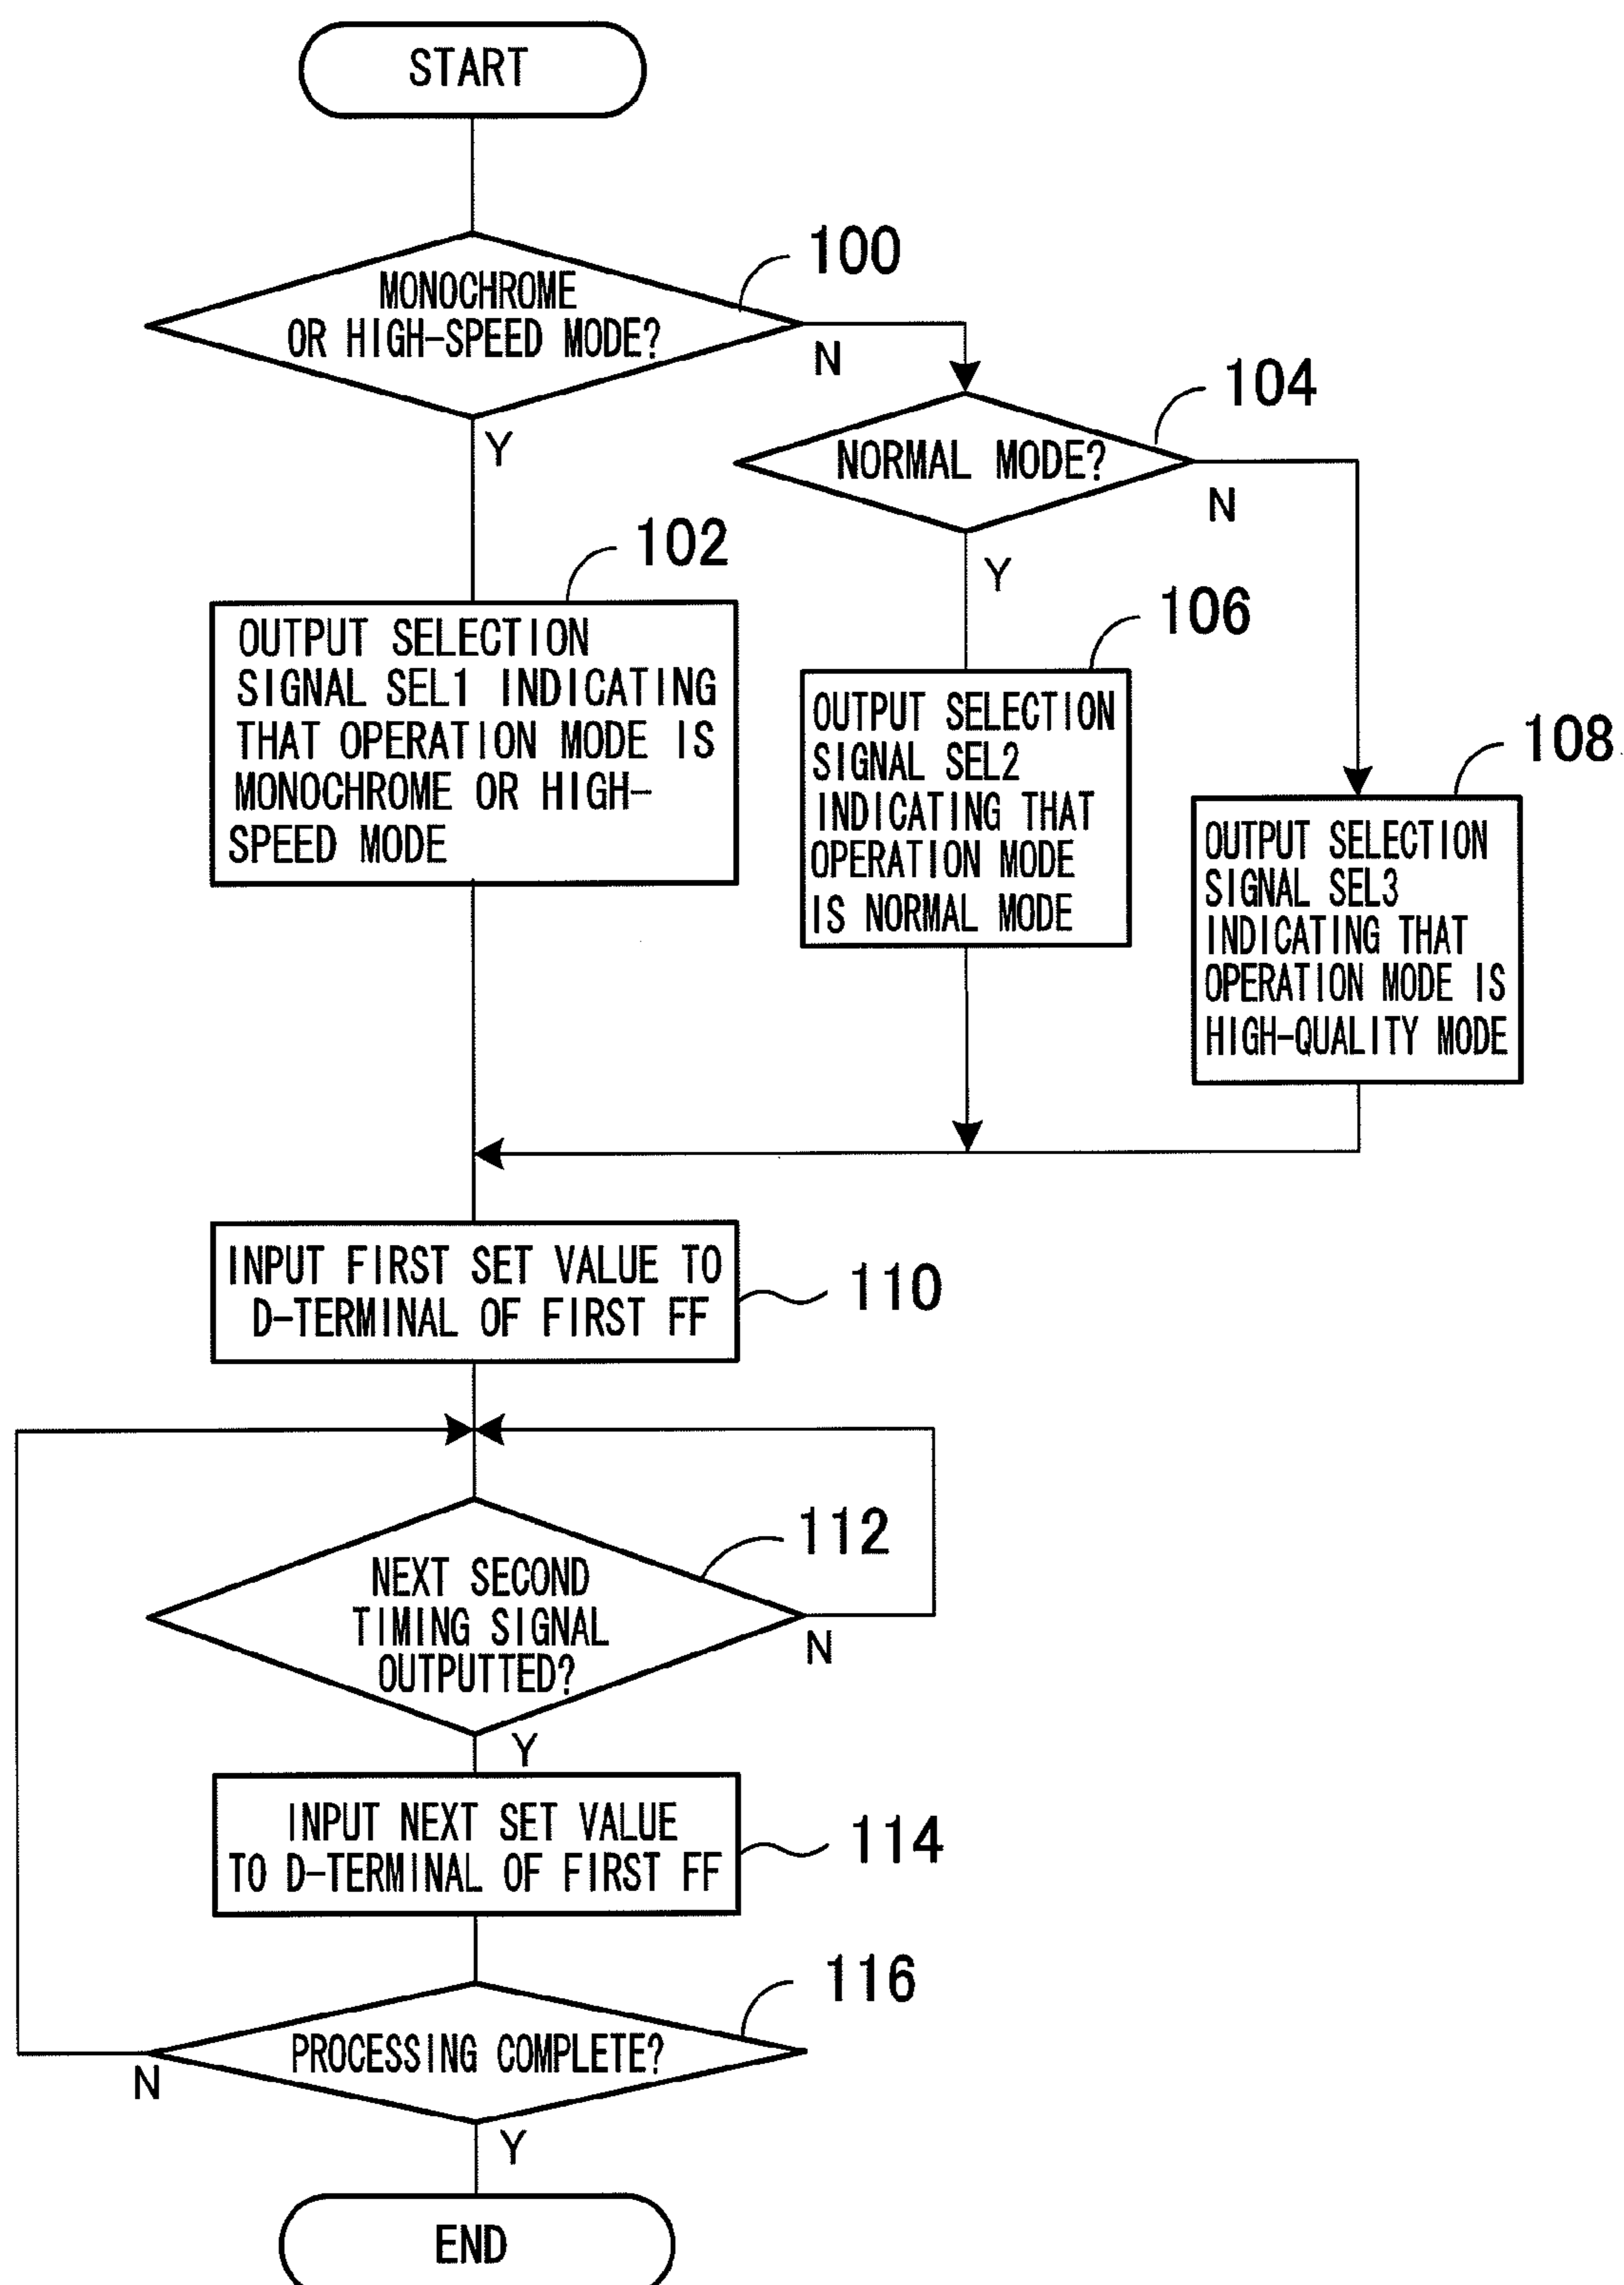 START
100
MONOCHROME
OR HIGH-SPEED MODE?
N
Y
104
NORMAL MODE?
N
Y
102
OUTPUT SELECTION
SIGNAL SEL1 INDICATING
THAT OPERATION MODE IS
MONOCHROME OR HIGH-
SPEED MODE
106
OUTPUT SELECTION
SIGNAL SEL2
INDICATING THAT
OPERATION MODE
IS NORMAL MODE
108
OUTPUT SELECTION
SIGNAL SEL3
INDICATING THAT
OPERATION MODE IS
HIGH-QUALITY MODE
INPUT FIRST SET VALUE TO
D-TERMINAL OF FIRST FF
110
112
NEXT SECOND
TIMING SIGNAL
OUTPUTTED?
N
Y
INPUT NEXT SET VALUE
TO D-TERMINAL OF FIRST FF
114
116
PROCESSING COMPLETE?
N
Y
END